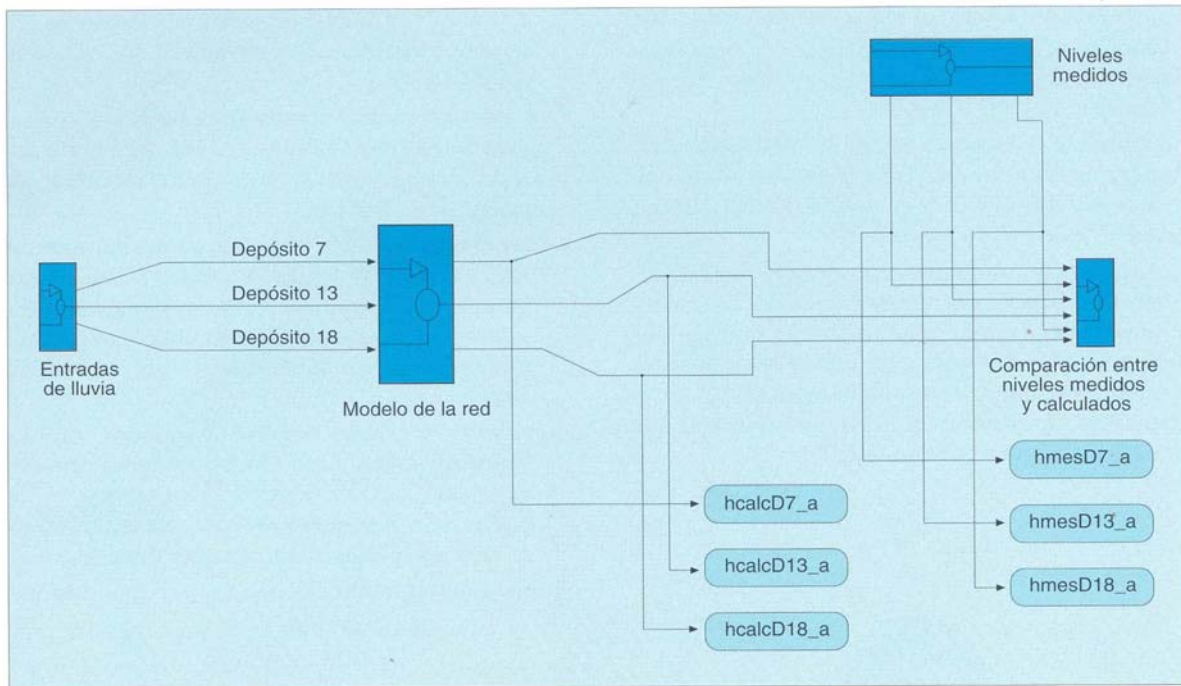 Niveles
medidos
Depósito 7
Depósito 13
Depósito 18
Entradas
de lluvia
Modelo de la red
Comparación entre
niveles medidos
y calculados
hmesD7_a
hcalcD7_a
hmesD13_a
hcalcD13_a
hmesD18_a
hcalcD18_a